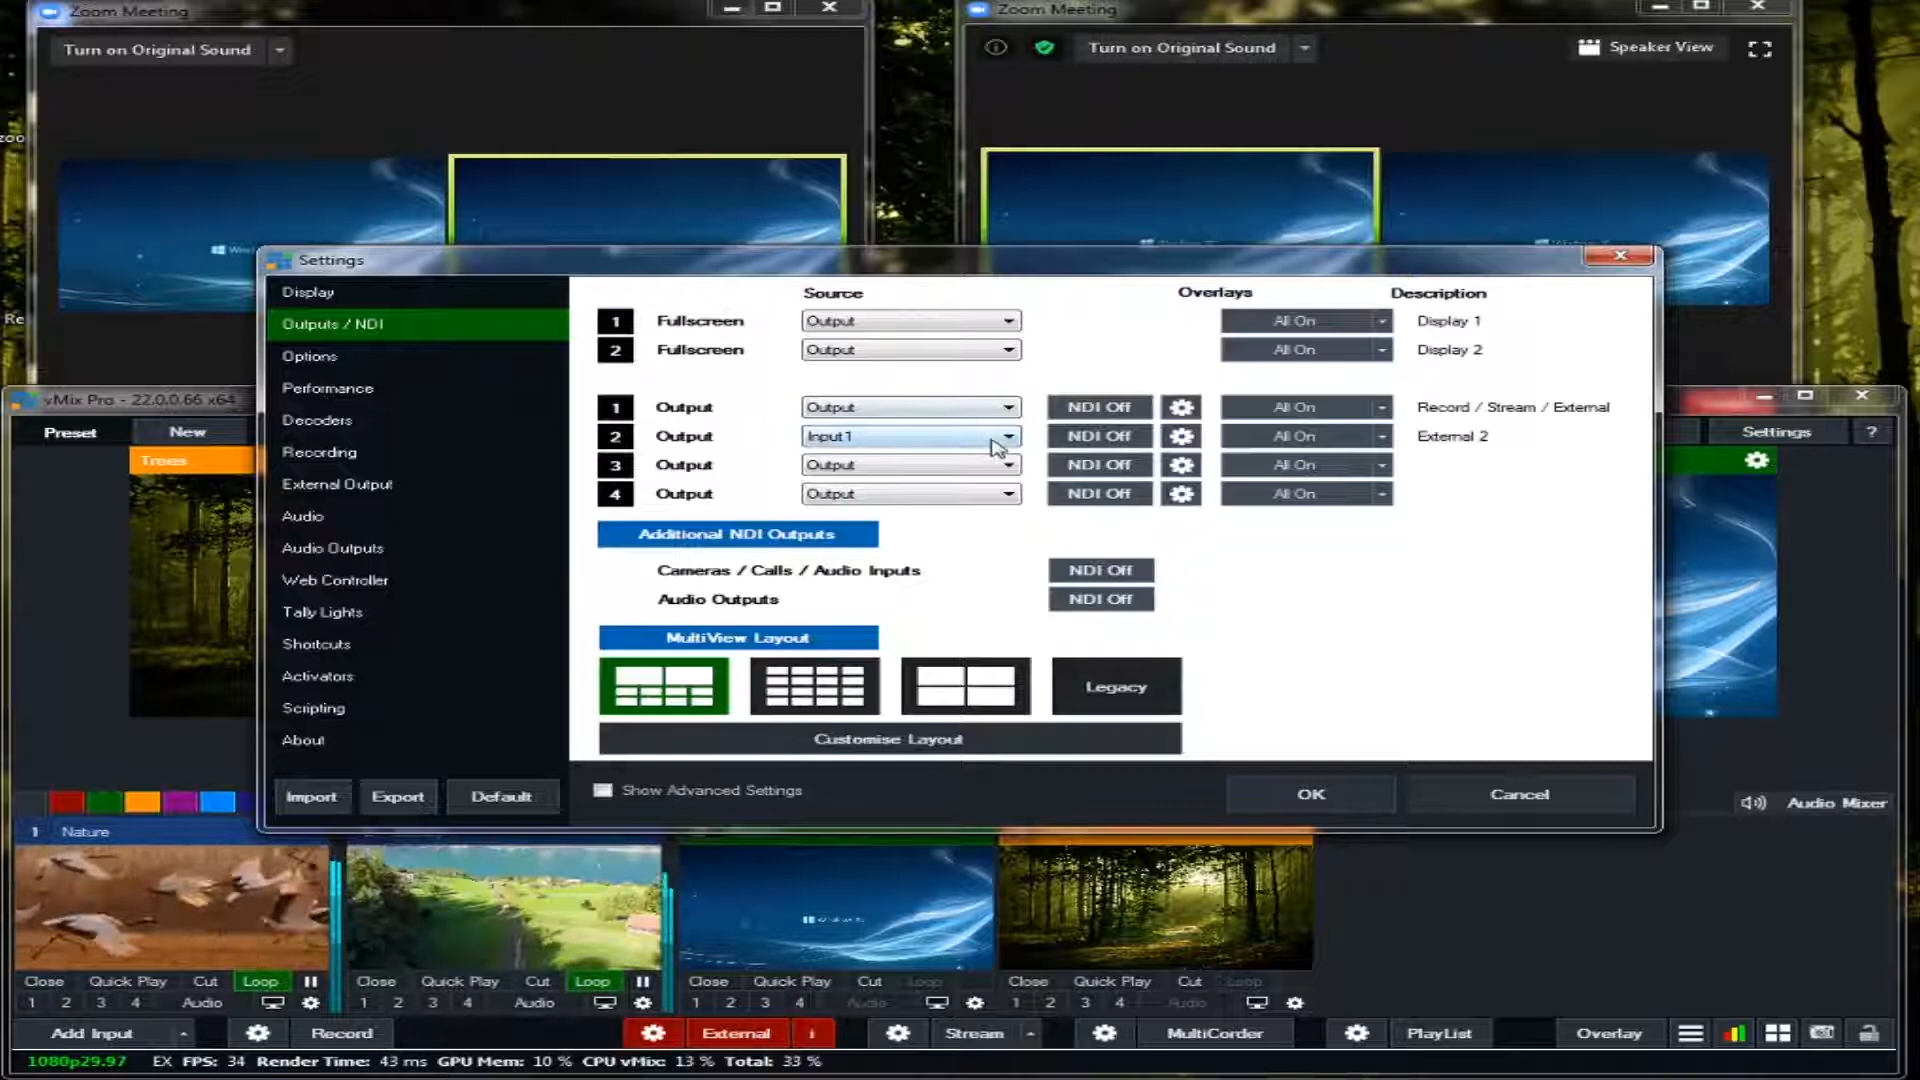 Zoom Meeting
Zoom Meeting
Turn on Original Sound
Turn on Original Sound
Speaker View
zoo
Re
Settings
Display
Outputs / NDI
Options
Performance
Decoders
Recording
External Output
Audio
Audio Outputs
Web Controller
Tally Lights
Shortcuts
Activators
Scripting
About
Import
Export
Default
Source
Overlays
Description
1 Fullscreen Output All On Display 1
2 Fullscreen Output All On Display 2
1 Output Output NDI Off All On Record / Stream / External
2 Output Input 1 NDI Off All On External 2
3 Output Output NDI Off All On
4 Output Output NDI Off All On
Additional NDI Outputs
Cameras / Calls / Audio Inputs NDI Off
Audio Outputs NDI Off
MultiView Layout
Legacy
Customise Layout
Show Advanced Settings
OK
Cancel
vMix Pro - 22.0.0.66 x64
Preset
New
Settings
?
Trees
Audio Mixer
1 Nature
Close Quick Play Cut Loop
1 2 3 4 Audio
Close Quick Play Cut Loop
1 2 3 4 Audio
Close Quick Play Cut Loop
1 2 3 4 Audio
Close Quick Play Cut Loop
1 2 3 4 Audio
Add Input
Record
External
i
Stream
MultiCorder
PlayList
Overlay
1080p29.97 EX FPS: 34 Render Time: 43 ms GPU Mem: 10 % CPU vMix: 13 % Total: 33 %